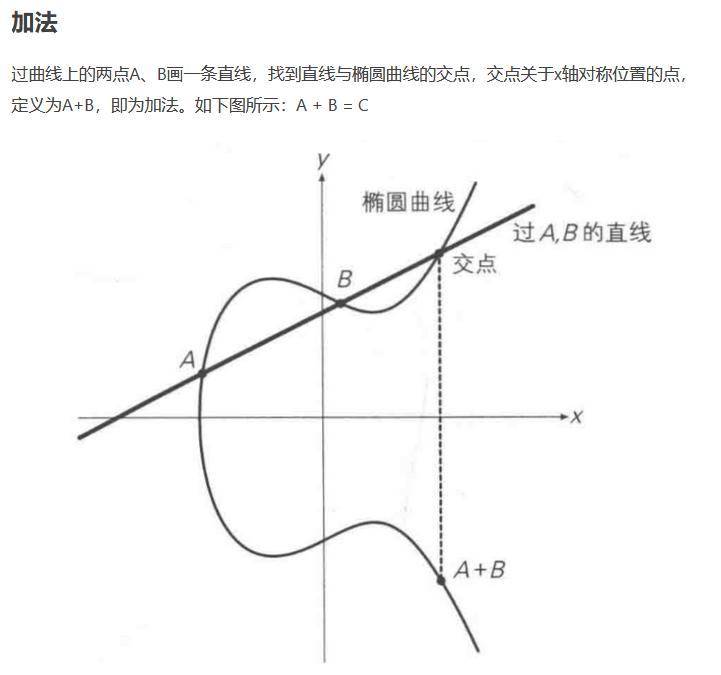 加法
过曲线上的两点A、B画一条直线，找到直线与椭圆曲线的交点，交点关于x轴对称位置的点，
定义为A+B，即为加法。如下图所示：A + B = C
y
椭圆曲线
过A,B的直线
交点
B
A
x
A+B